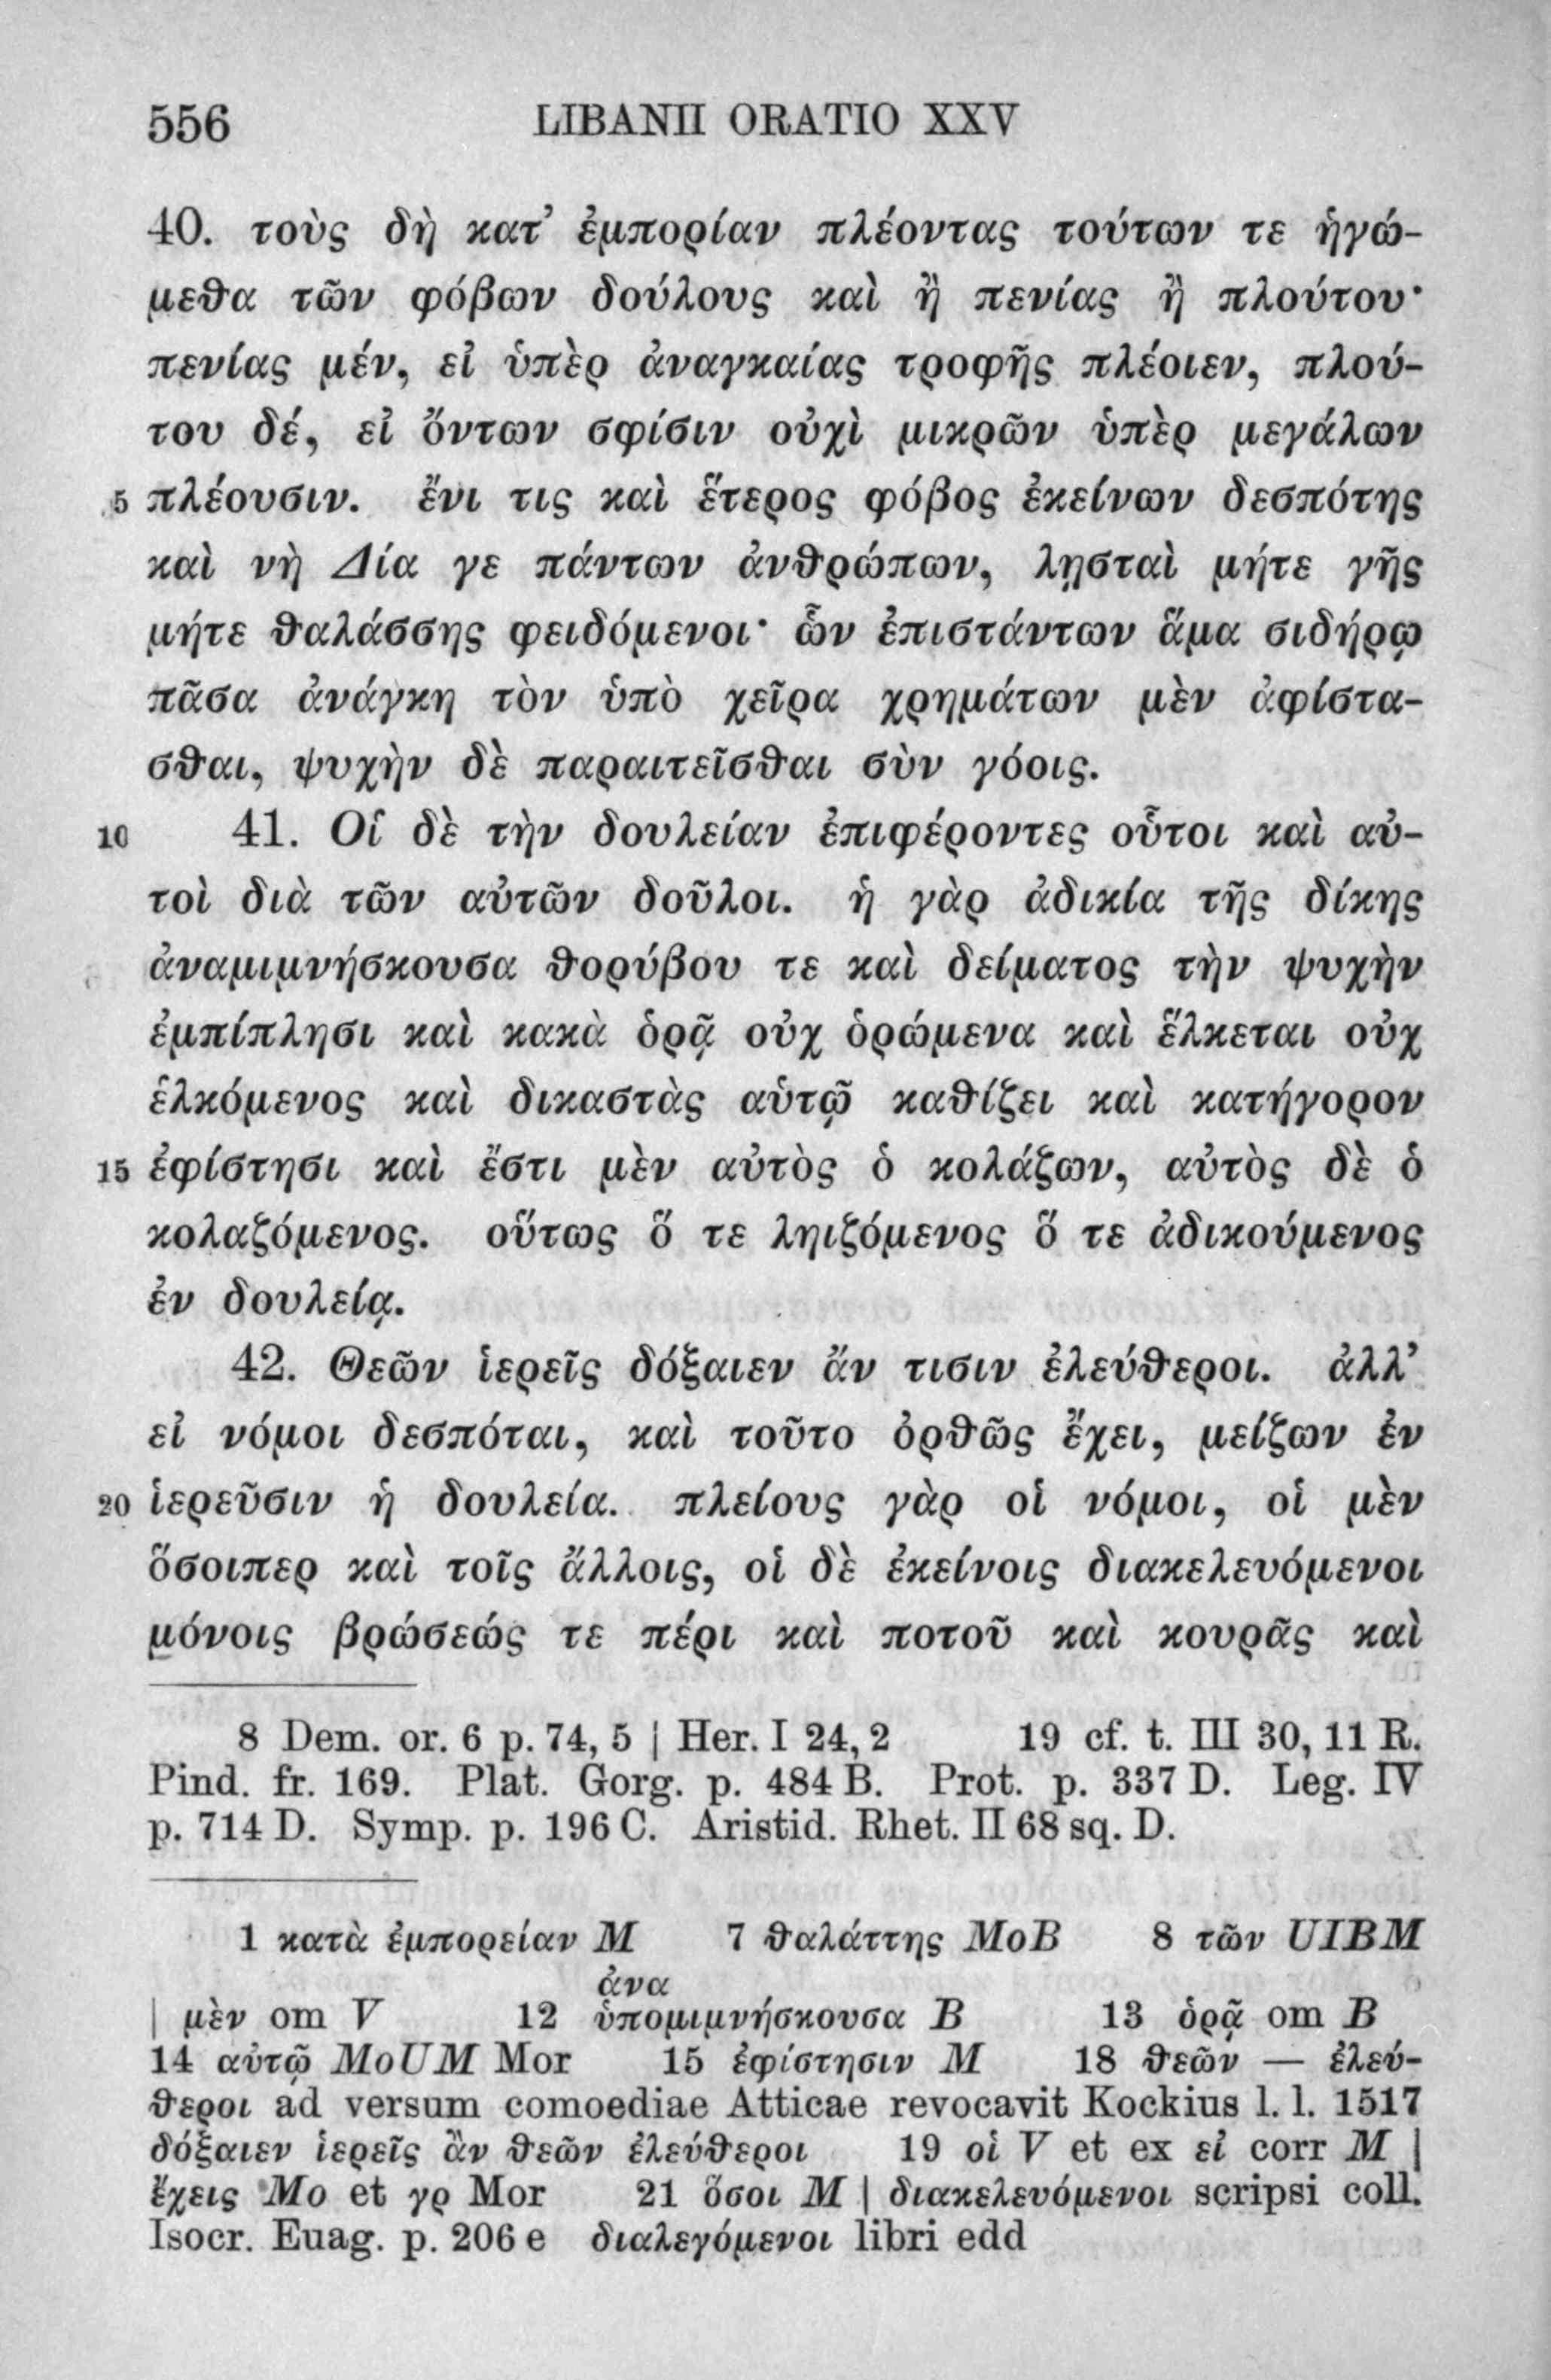 556 LIBANII ORATIO XXV
40. τοὺς δὴ κατ’ ἐμπορίαν πλέοντας τούτων τε ἡγώ-
μεθα τῶν φόβων δούλους καὶ ἢ πενίας ἢ πλούτου·
πενίας μέν, εἰ ὑπὲρ ἀναγκαίας τροφῆς πλέοιεν, πλού-
του δέ, εἰ ὄντων σφίσιν οὐχὶ μικρῶν ὑπὲρ μεγάλων
5 πλέουσιν. ἔνι τις καὶ ἕτερος φόβος ἐκείνων δεσπότης
καὶ νὴ Δία γε πάντων ἀνθρώπων, λῃσταὶ μήτε γῆς
μήτε θαλάσσης φειδόμενοι· ὧν ἐπιστάντων ἅμα σιδήρῳ
πᾶσα ἀνάγκη τὸν ὑπὸ χεῖρα χρημάτων μὲν ἀφίστα-
σθαι, ψυχὴν δὲ παραιτεῖσθαι σὺν γόοις.
10 41. Οἱ δὲ τὴν δουλείαν ἐπιφέροντες οὗτοι καὶ αὐ-
τοὶ διὰ τῶν αὐτῶν δοῦλοι. ἡ γὰρ ἀδικία τῆς δίκης
ἀναμιμνήσκουσα θορύβου τε καὶ δείματος τὴν ψυχὴν
ἐμπίπλησι καὶ κακὰ ὁρᾷ οὐχ ὁρώμενα καὶ ἕλκεται οὐχ
ἑλκόμενος καὶ δικαστὰς αὑτῷ καθίζει καὶ κατήγορον
15 ἐφίστησι καὶ ἔστι μὲν αὐτὸς ὁ κολάζων, αὐτὸς δὲ ὁ
κολαζόμενος. οὕτως ὅ τε ληιζόμενος ὅ τε ἀδικούμενος
ἐν δουλείᾳ.
42. Θεῶν ἱερεῖς δόξαιεν ἄν τισιν ἐλεύθεροι. ἀλλ’
εἰ νόμοι δεσπόται, καὶ τοῦτο ὀρθῶς ἔχει, μείζων ἐν
20 ἱερεῦσιν ἡ δουλεία. πλείους γὰρ οἱ νόμοι, οἱ μὲν
ὅσοιπερ καὶ τοῖς ἄλλοις, οἱ δὲ ἐκείνοις διακελευόμενοι
μόνοις βρώσεώς τε πέρι καὶ ποτοῦ καὶ κουρᾶς καὶ
8 Dem. or. 6 p. 74, 5 | Her. I 24, 2 19 cf. t. III 30, 11 R.
Pind. fr. 169. Plat. Gorg. p. 484 B. Prot. p. 337 D. Leg. IV
p. 714 D. Symp. p. 196 C. Aristid. Rhet. II 68 sq. D.
1 κατὰ ἐμπορείαν M 7 θαλάττης MoB 8 τῶν UIBM
ἀνα
| μὲν om V 12 ὑπομιμνήσκουσα B 13 ὁρᾷ om B
14 αὐτῷ MoUM Mor 15 ἐφίστησιν M 18 θεῶν — ἐλεύ-
θεροι ad versum comoediae Atticae revocavit Kockius l. l. 1517
δόξαιεν ἱερεῖς ἂν θεῶν ἐλεύθεροι 19 οἱ V et ex εἰ corr M |
ἔχεις Mo et γρ Mor 21 ὅσοι M | διακελευόμενοι scripsi coll.
Isocr. Euag. p. 206 e διαλεγόμενοι libri edd